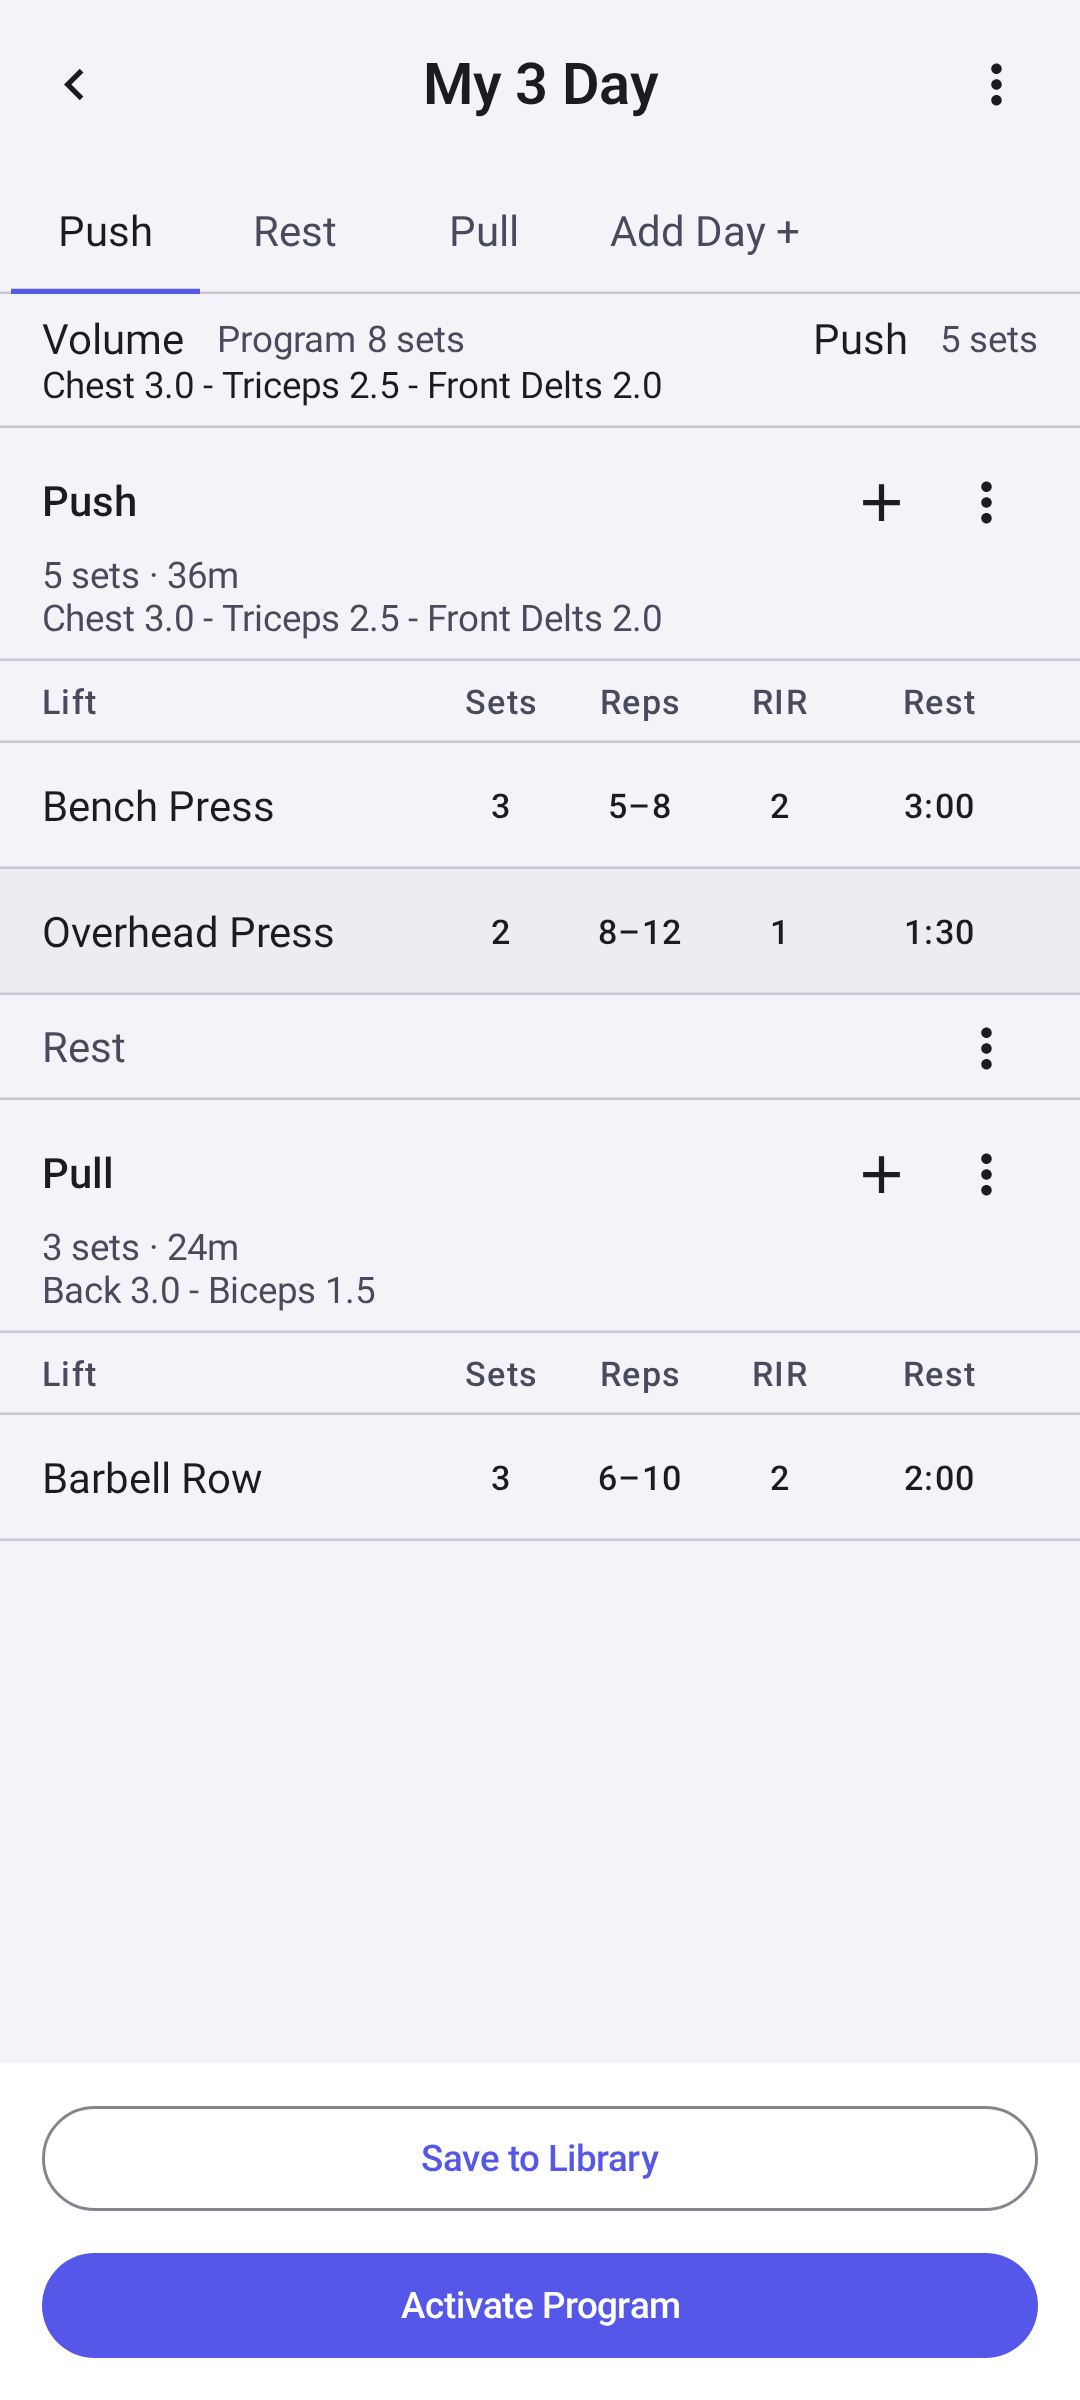 My 3 Day
Push Rest Pull Add Day +
Volume Program 8 sets Push 5 sets
Chest 3.0 - Triceps 2.5 - Front Delts 2.0
Push
5 sets · 36m
Chest 3.0 - Triceps 2.5 - Front Delts 2.0
Lift Sets Reps RIR Rest
Bench Press 3 5–8 2 3:00
Overhead Press 2 8–12 1 1:30
Rest
Pull
3 sets · 24m
Back 3.0 - Biceps 1.5
Lift Sets Reps RIR Rest
Barbell Row 3 6–10 2 2:00
Save to Library
Activate Program